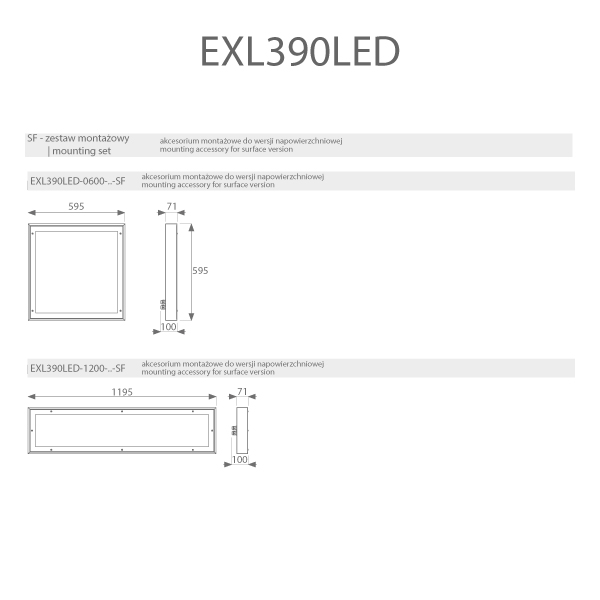 EXL390LED
SF - zestaw montażowy
| mounting set
akcesorium montażowe do wersji napowierzchniowej
mounting accessory for surface version
EXL390LED-0600-..-SF
akcesorium montażowe do wersji napowierzchniowej
mounting accessory for surface version
595
71
595
100
EXL390LED-1200-..-SF
akcesorium montażowe do wersji napowierzchniowej
mounting accessory for surface version
1195
71
100